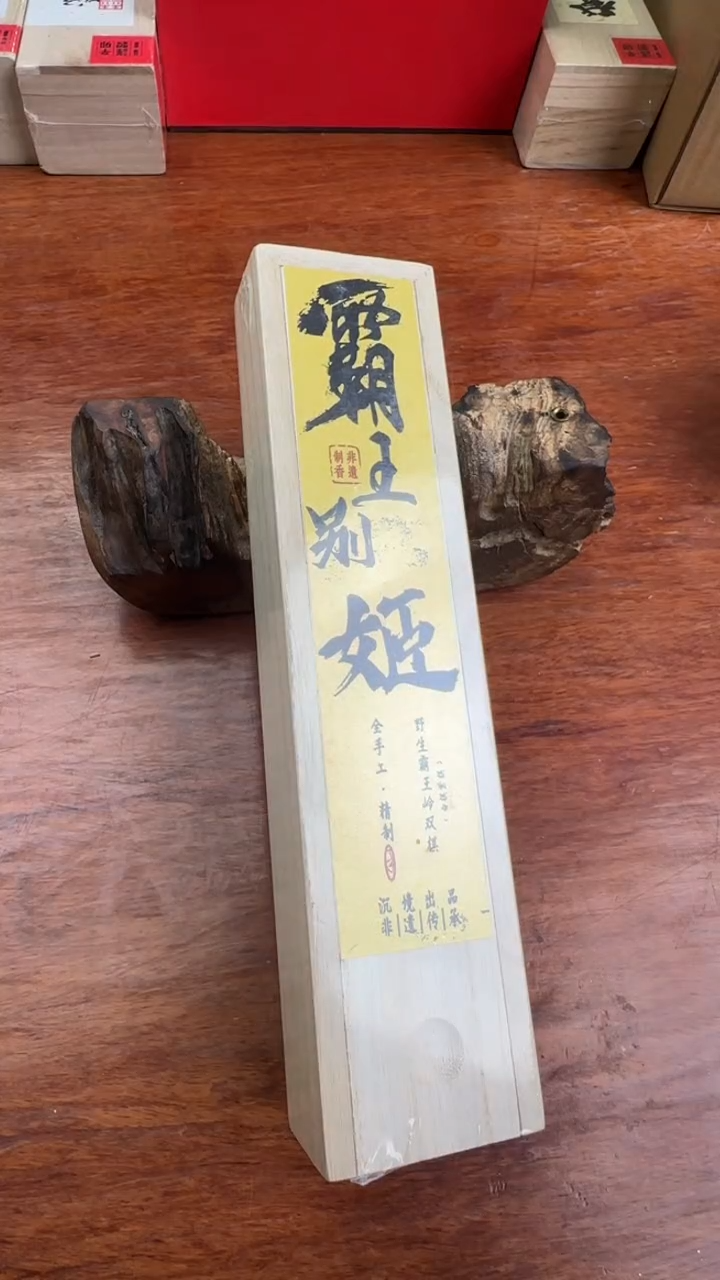 霸王别姬
非遗
制香
野生霸王岭双棋
全手工·精制
品承
出传
境遗
沉非